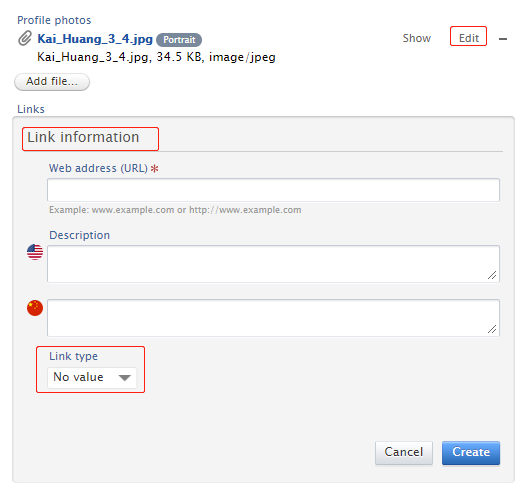 Profile photos
Kai_Huang_3_4.jpg Portrait Show Edit
Kai_Huang_3_4.jpg, 34.5 KB, image/jpeg
Add file...
Links
Link information
Web address (URL) *
Example: www.example.com or http://www.example.com
Description
Link type
No value
Cancel Create